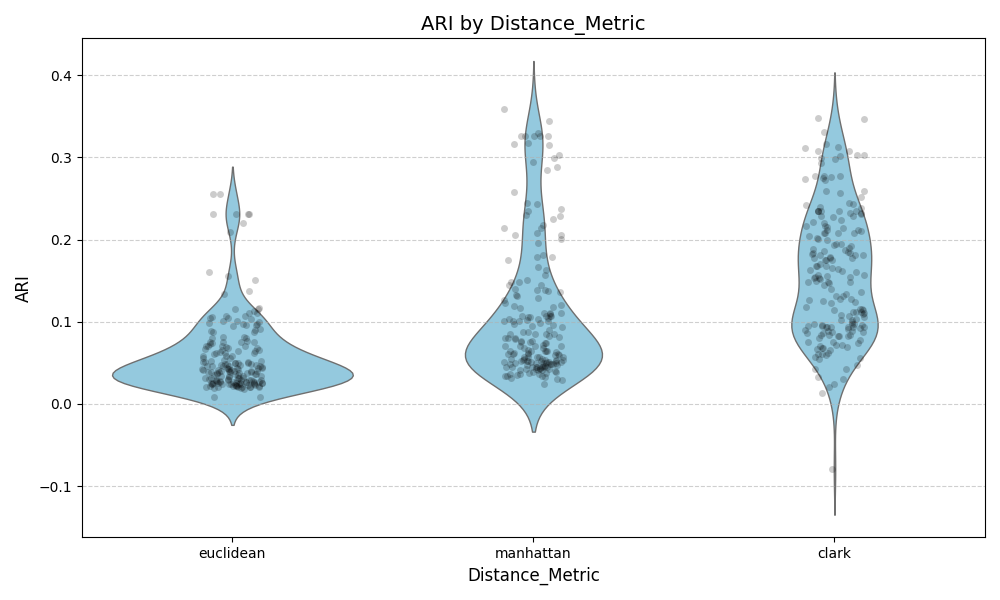 ARI by Distance_Metric
ARI
0.4
0.3
0.2
0.1
0.0
−0.1
euclidean
manhattan
clark
Distance_Metric